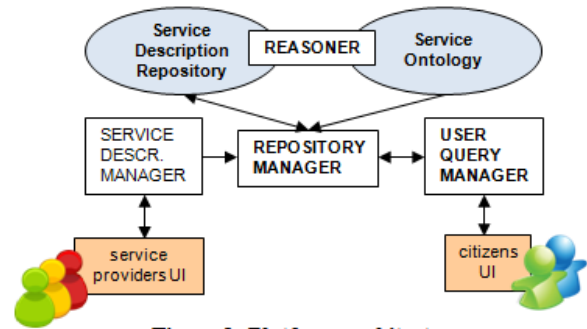 Service
Description
Repository
REASONER
Service
Ontology
SERVICE
DESCR.
MANAGER
REPOSITORY
MANAGER
USER
QUERY
MANAGER
service
providers UI
citizens
UI